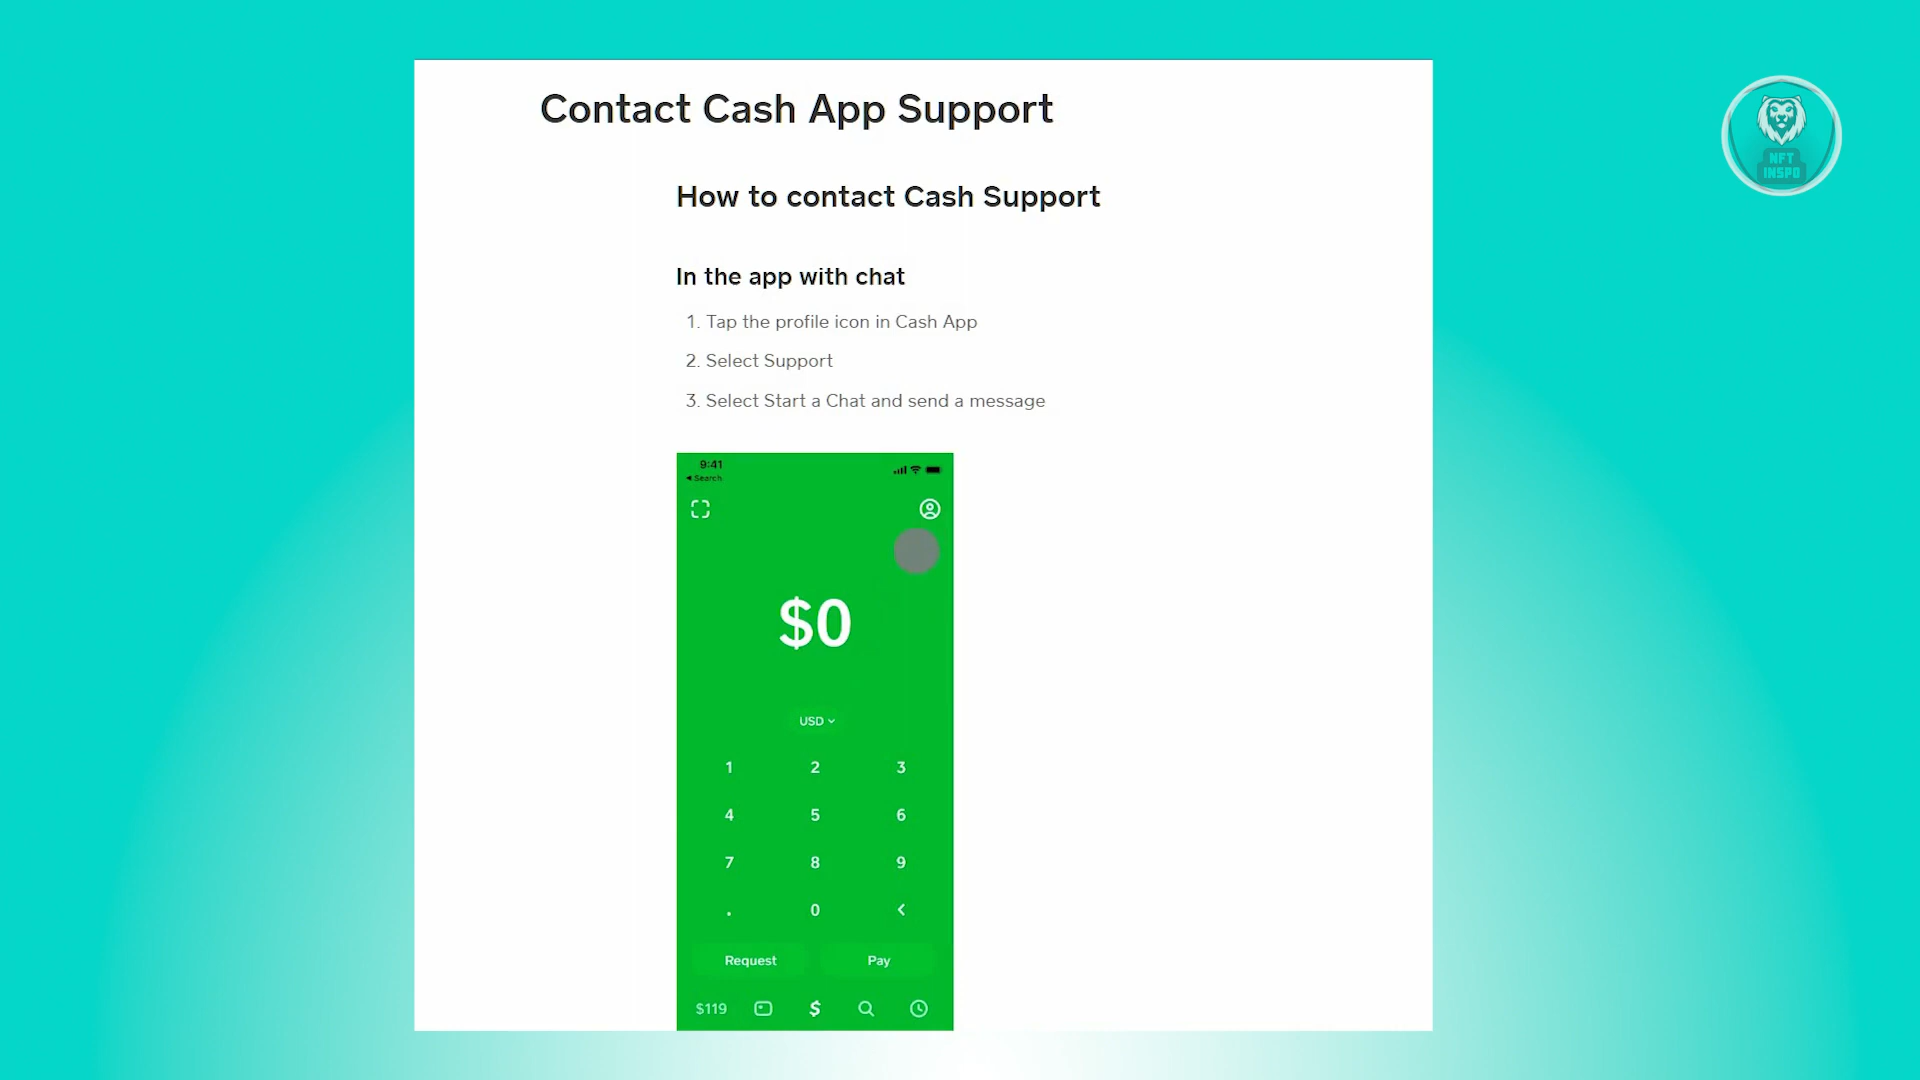 Contact Cash App Support
NFT
INSPO
How to contact Cash Support
In the app with chat
1. Tap the profile icon in Cash App
2. Select Support
3. Select Start a Chat and send a message
9:41
Search
$0
USD
1 2 3
4 5 6
7 8 9
. 0 <
Request Pay
$119 $